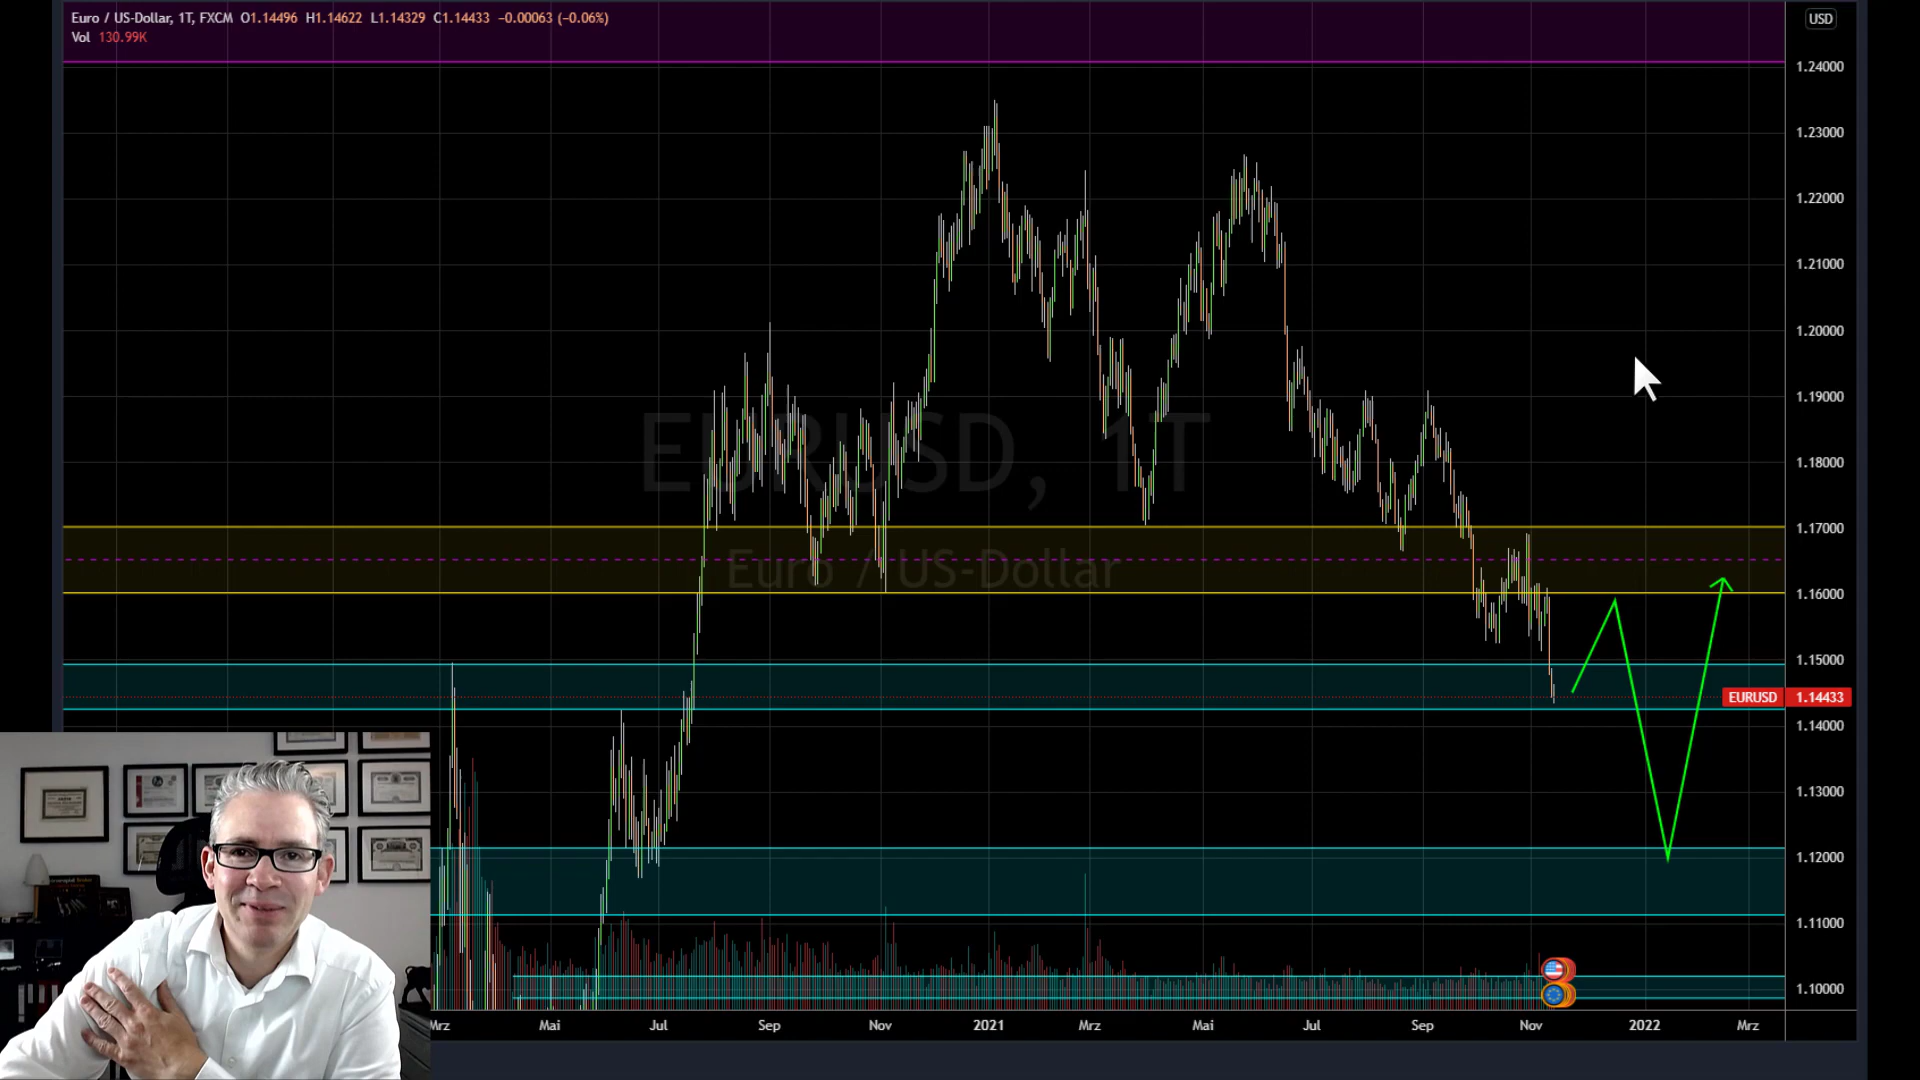 Euro / US-Dollar, 1T, FXCM O1.14496 H1.14622 L1.14329 C1.14433 −0.00063 (−0.06%)
Vol 130.99K
USD
1.24000
1.23000
1.22000
1.21000
1.20000
1.19000
1.18000
1.17000
1.16000
1.15000
EURUSD 1.14433
1.14000
1.13000
1.12000
1.11000
1.10000
EURUSD, 1T
Euro / US-Dollar
Mrz Mai Jul Sep Nov 2021 Mrz Mai Jul Sep Nov 2022 Mrz